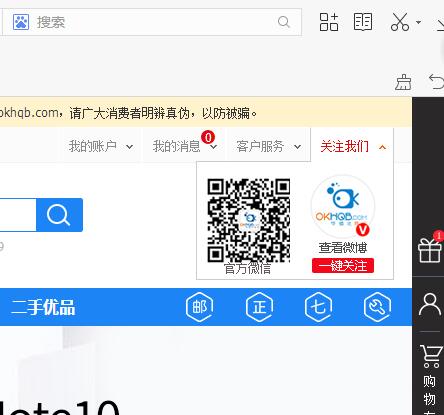 搜索
okhqb.com，请广大消费者明辨真伪，以防被骗。
我的账户
我的消息
0
客户服务
关注我们
OKHQB.COM
查看微博
官方微信
一键关注
1
二手优品
邮
正
七
购
物